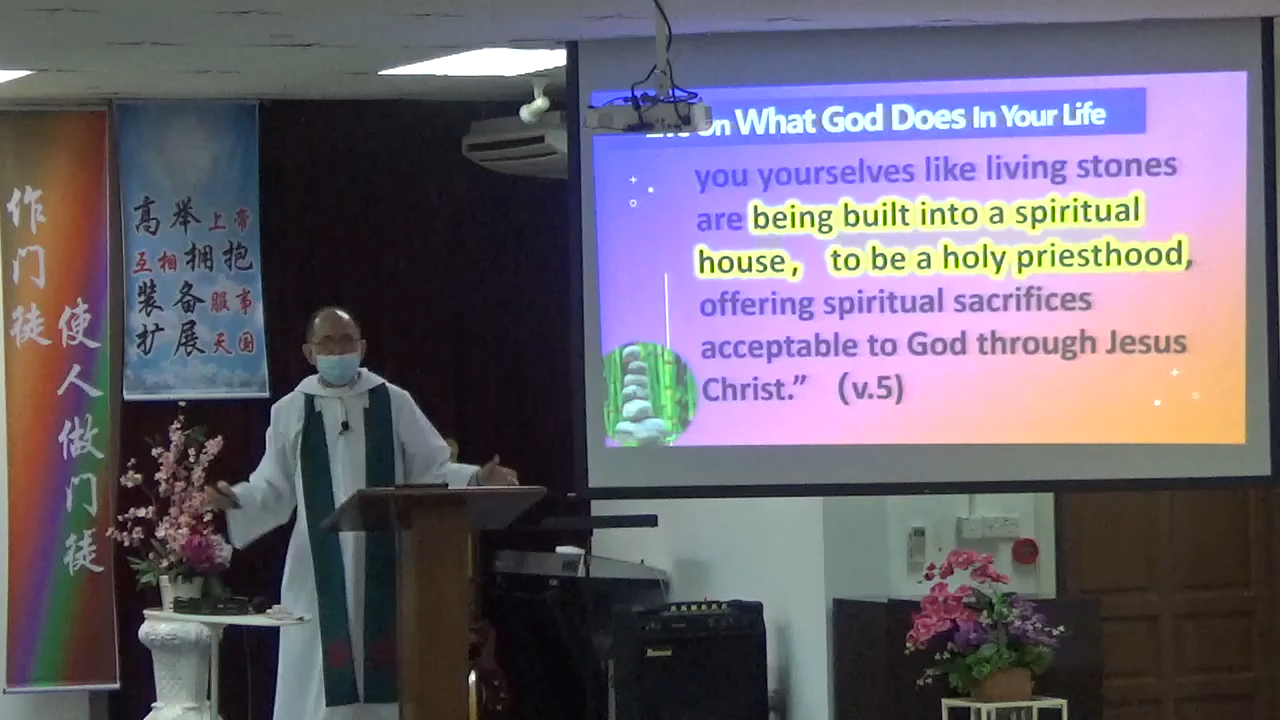 作门徒
使人做门徒
高举上帝
互相拥抱
装备服事
扩展天国
on What God Does In Your Life
you yourselves like living stones
are being built into a spiritual
house, to be a holy priesthood,
offering spiritual sacrifices
acceptable to God through Jesus
Christ.” (v.5)
Ibanez